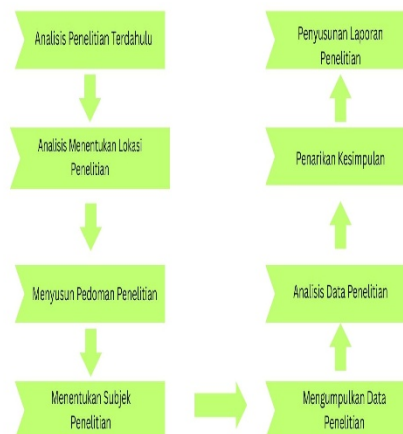 Analisis Penelitian Terdahulu
Analisis Menentukan Lokasi
Penelitian
Menyusun Pedoman Penelitian
Menentukan Subjek
Penelitian
Mengumpulkan Data
Penelitian
Analisis Data Penelitian
Penarikan Kesimpulan
Penyusunan Laporan
Penelitian